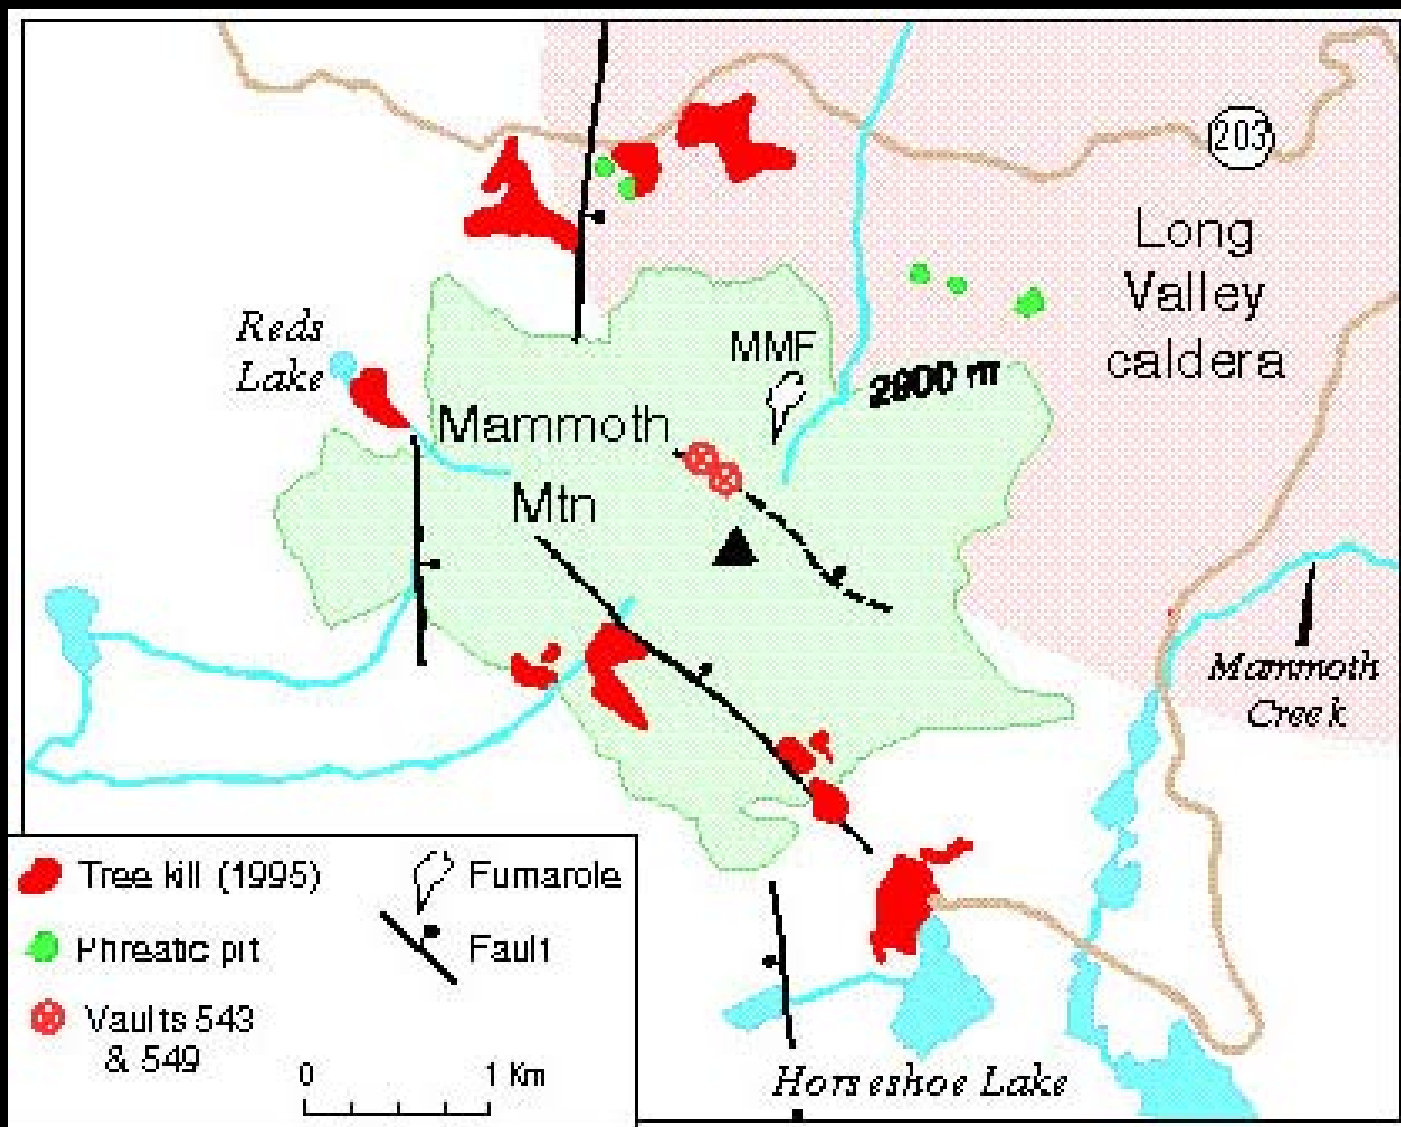 203
Long
Valley
caldera
Reds
Lake
MMF
2900 m
Mammoth
Mtn
Mammoth
Creek
Tree kill (1995)
Fumarole
Phreatic pit
Fault
Vaults 543
& 549
0 1 Km
Horseshoe Lake